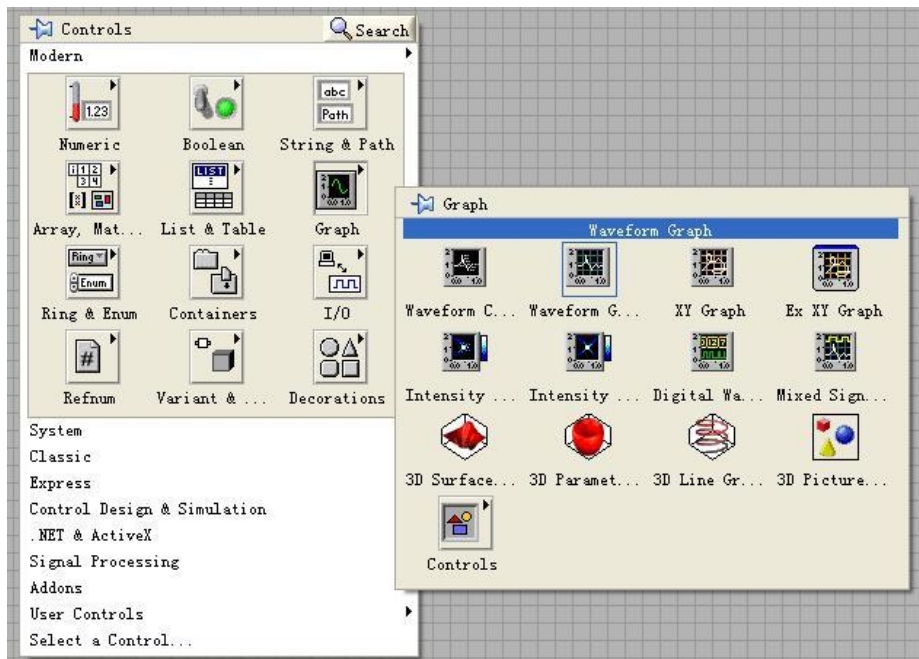 Controls
Search
Modern
1.23
abc
Path
Numeric
Boolean
String & Path
LIST
Array, Mat...
List & Table
Graph
Ring
Enum
Ring & Enum
Containers
I/O
#
Refnum
Variant & ...
Decorations
System
Classic
Express
Control Design & Simulation
.NET & ActiveX
Signal Processing
Addons
User Controls
Select a Control...
Graph
Waveform Graph
Waveform C...
Waveform G...
XY Graph
Ex XY Graph
Intensity ...
Intensity ...
Digital Wa...
Mixed Sign...
3D Surface...
3D Paramet...
3D Line Gr...
3D Picture...
Controls